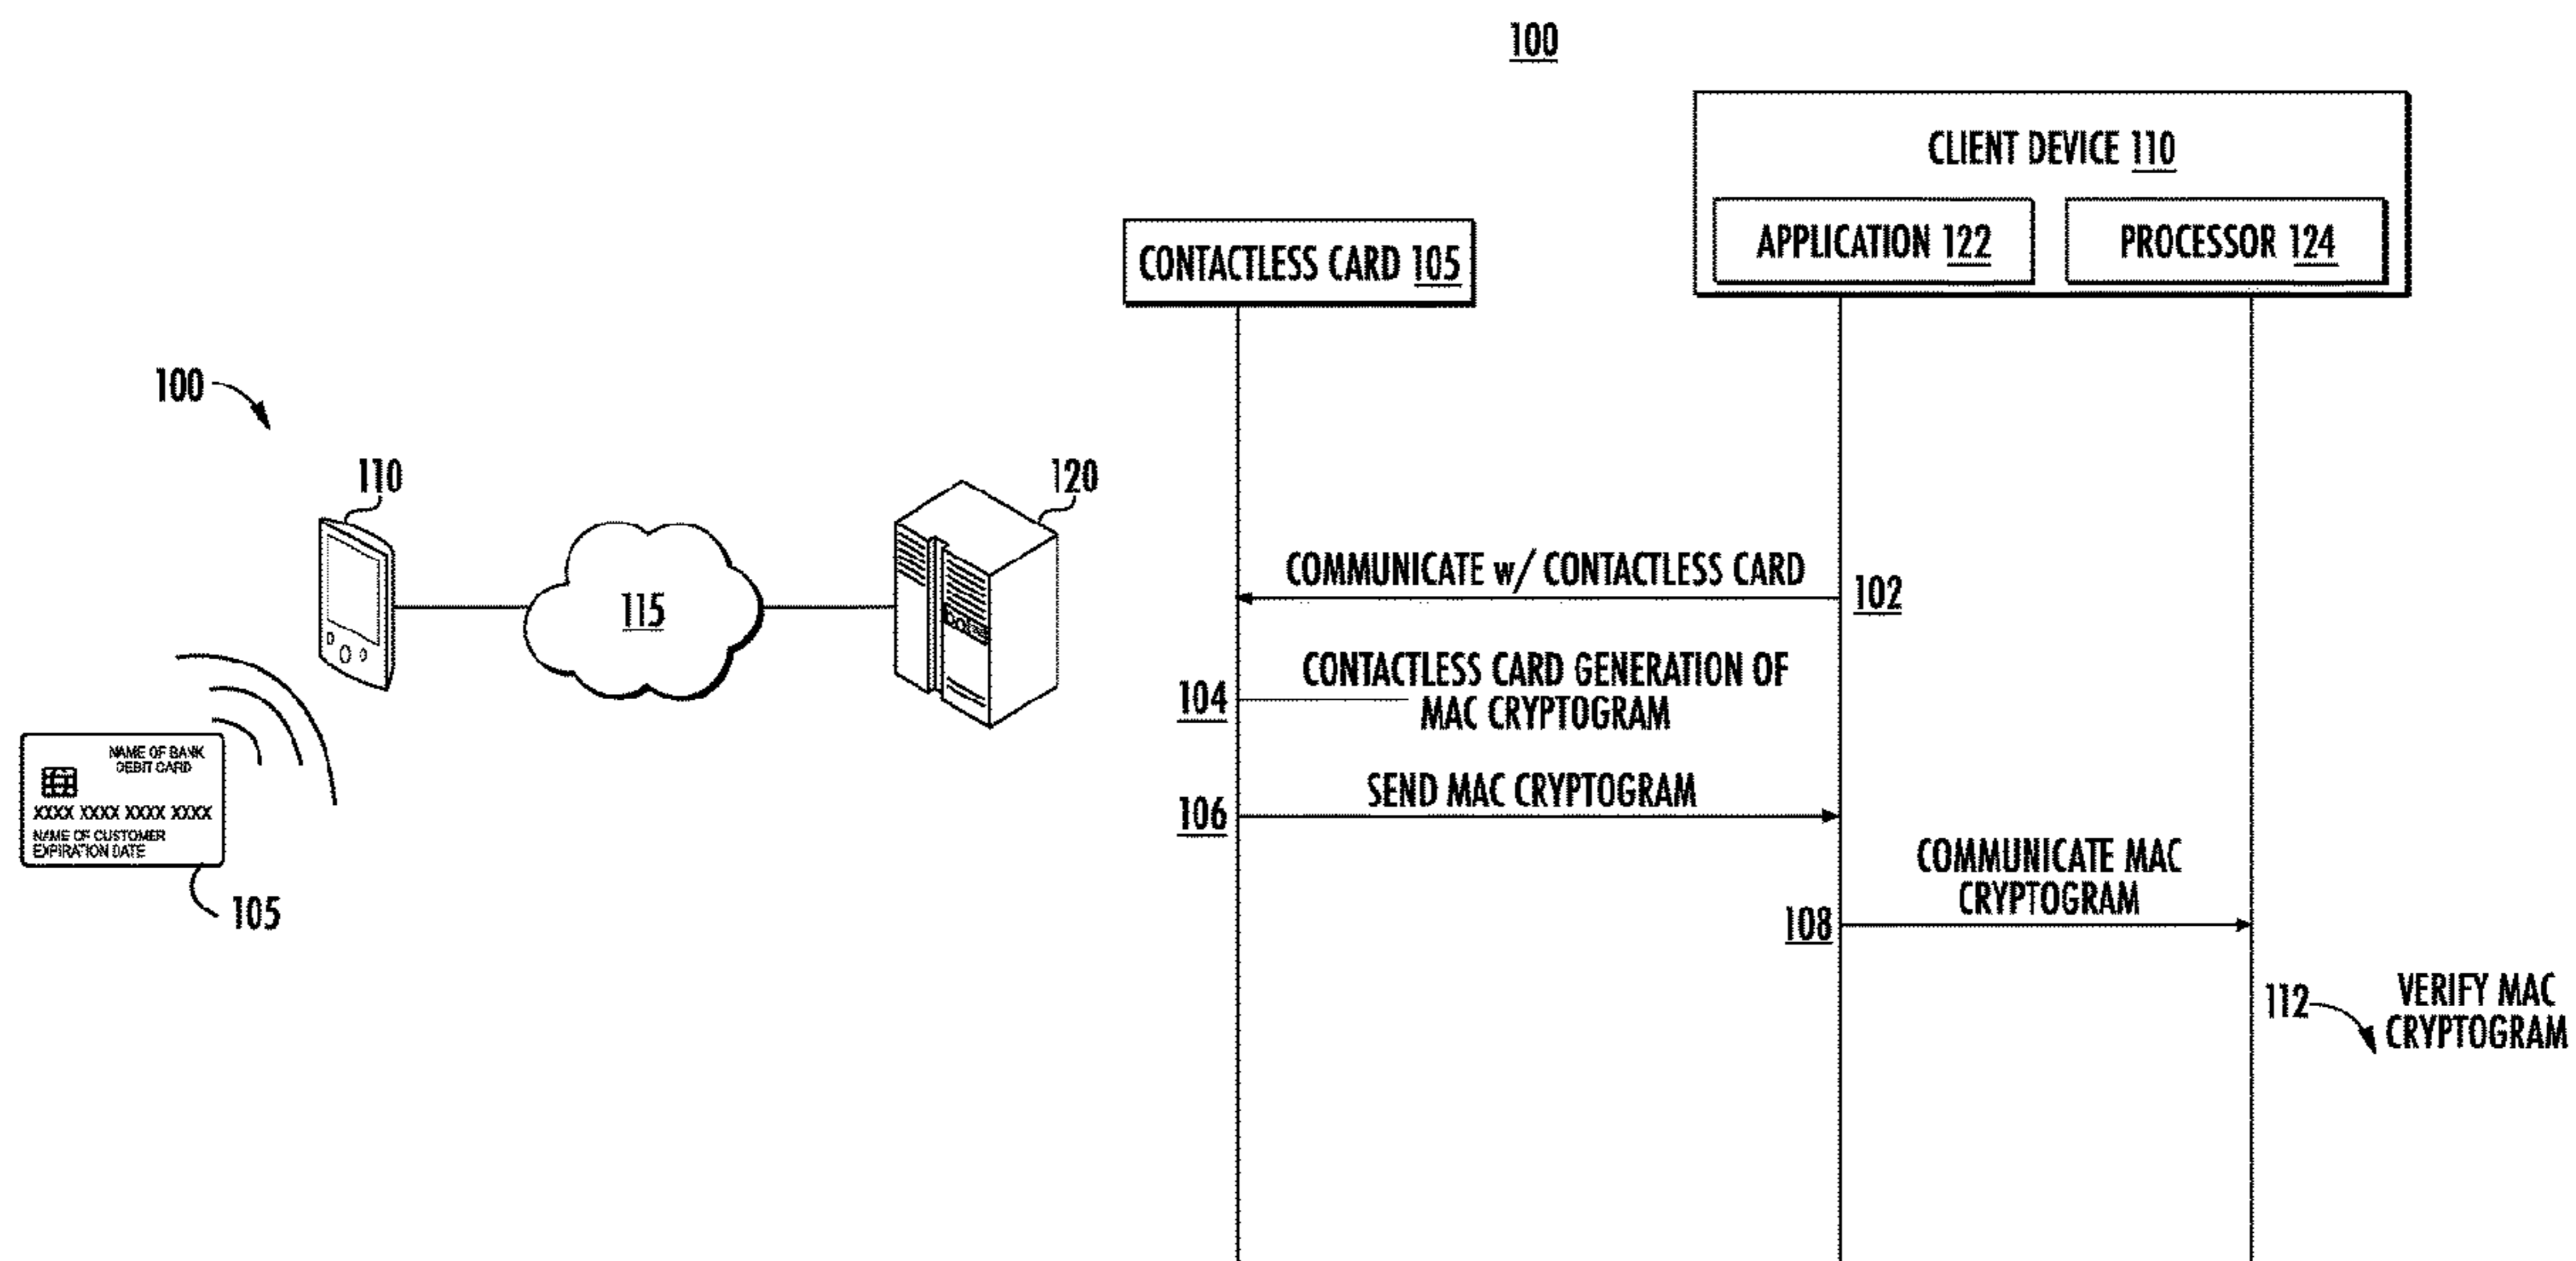 100
110
115
120
NAME OF BANK
DEBIT CARD
XXXX XXXX XXXX XXXX
NAME OF CUSTOMER
EXPIRATION DATE
105
100
CLIENT DEVICE 110
APPLICATION 122
PROCESSOR 124
CONTACTLESS CARD 105
COMMUNICATE w/ CONTACTLESS CARD
102
CONTACTLESS CARD GENERATION OF
MAC CRYPTOGRAM
104
SEND MAC CRYPTOGRAM
106
COMMUNICATE MAC
CRYPTOGRAM
108
112
VERIFY MAC
CRYPTOGRAM